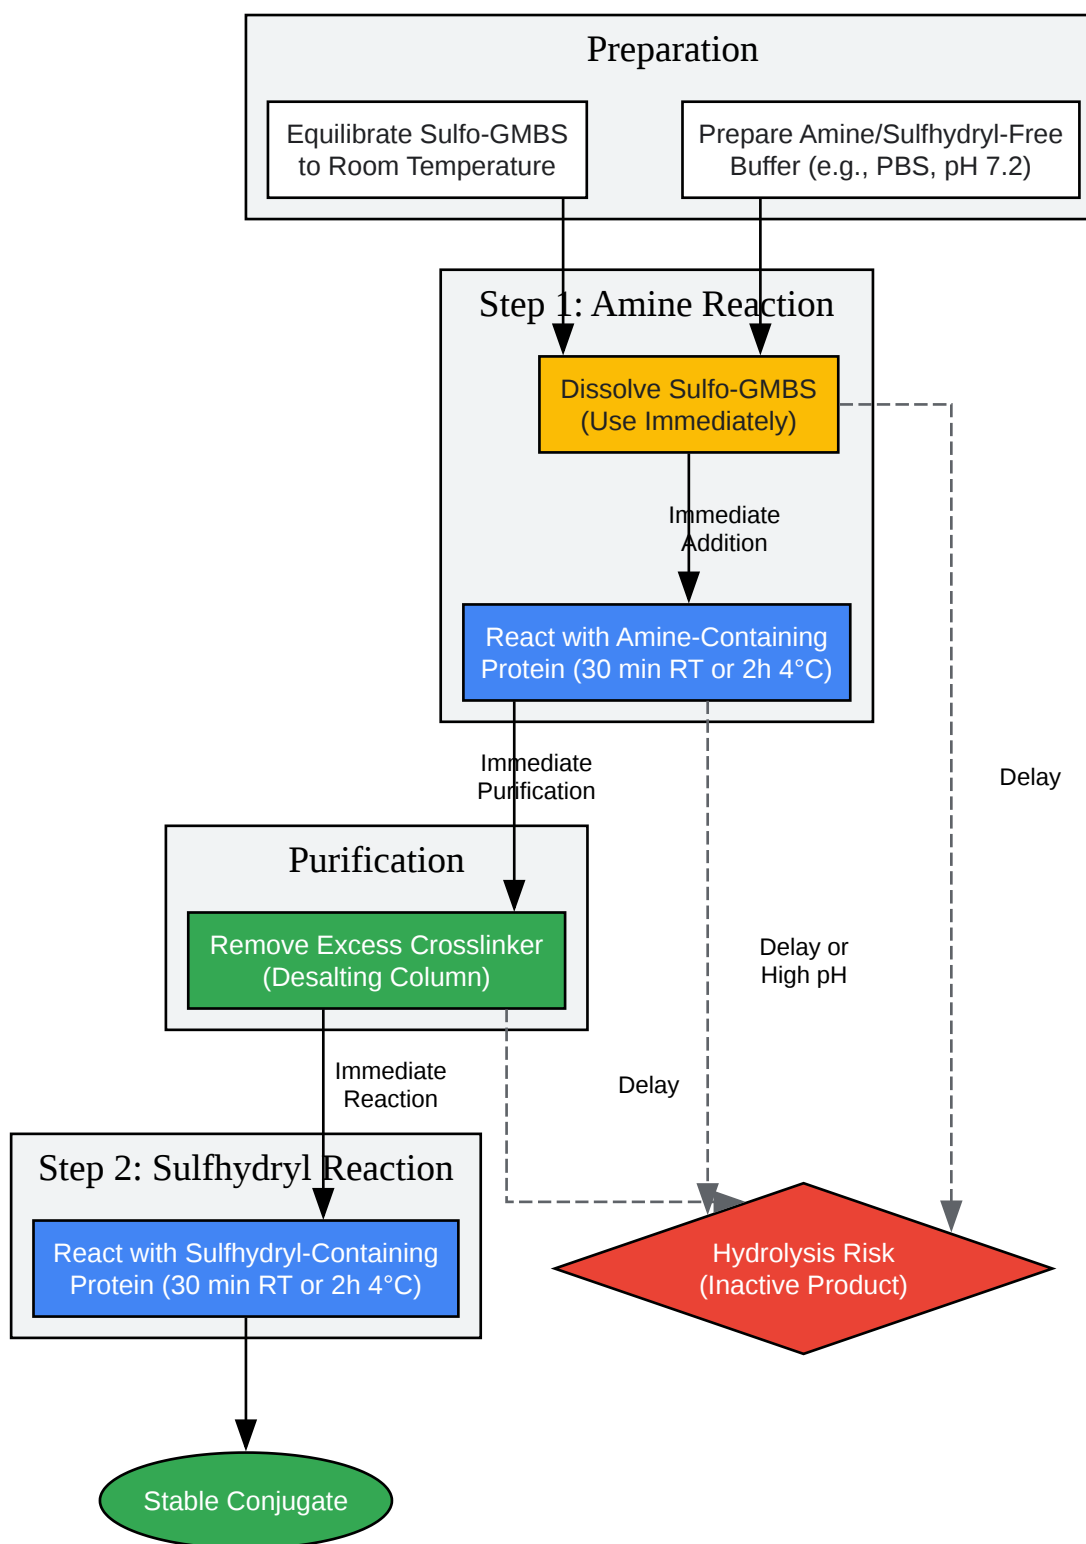 Preparation
Equilibrate Sulfo-GMBS
to Room Temperature
Prepare Amine/Sulfhydryl-Free
Buffer (e.g., PBS, pH 7.2)
Step 1: Amine Reaction
Dissolve Sulfo-GMBS
(Use Immediately)
Immediate
Addition
React with Amine-Containing
Protein (30 min RT or 2h 4°C)
Immediate
Purification
Delay
Purification
Remove Excess Crosslinker
(Desalting Column)
Delay or
High pH
Immediate
Reaction
Delay
Step 2: Sulfhydryl Reaction
React with Sulfhydryl-Containing
Protein (30 min RT or 2h 4°C)
Hydrolysis Risk
(Inactive Product)
Stable Conjugate